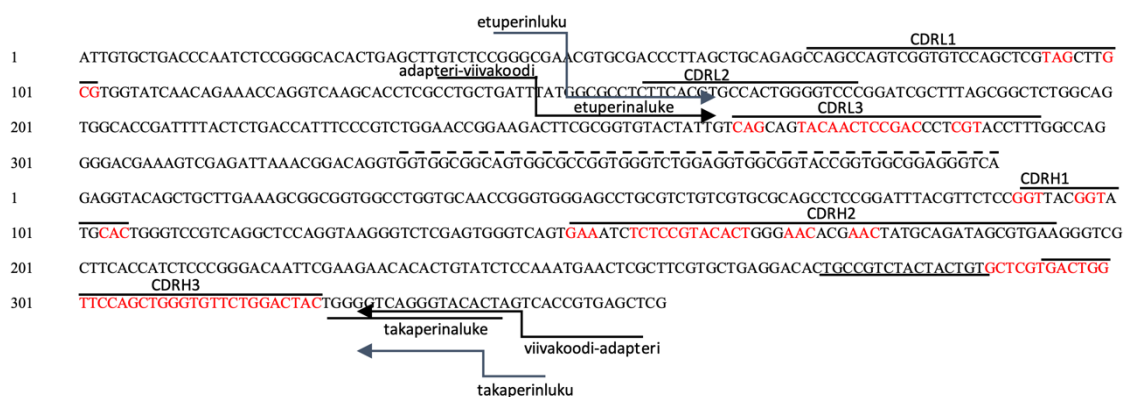 etuperinluku
CDRL1
1 ATTGTGCTGACCCAATCTCCGGGCACACTGAGCTTGTCTCCGGGCGAACGTGCGACCCTTAGCTGCAGAGCCAGCCAGTCGGTGTCCAGCTCGTAGCTTG
adapteri-viivakoodi
CDRL2
101 CGTGGTATCAACAGAAACCAGGTCAAGCACCTCGCCTGCTGATTTATGGCGCCTCTTCACGTGCCACTGGGGTCCCGGATCGCTTTAGCGGCTCTGGCAG
etuperinaluke
CDRL3
201 TGGCACCGATTTTACTCTGACCATTTCCCGTCTGGAACCGGAAGACTTCGCGGTGTACTATTGTCAGCAGTACAACTCCGACCCTCGTACCTTTGGCCAG
301 GGGACGAAAGTCGAGATTAAACGGACAGGTGGTGGCGGCAGTGGCGCCGGTGGGTCTGGAGGTGGCGGTACCGGTGGCGGAGGGTCA
CDRH1
1 GAGGTACAGCTGCTTGAAAGCGGCGGTGGCCTGGTGCAACCGGGTGGGAGCCTGCGTCTGTCGTGCGCAGCCTCCGGATTTACGTTCTCCGGTTACGGTA
CDRH2
101 TGCACTGGGTCCGTCAGGCTCCAGGTAAGGGTCTCGAGTGGGTCAGTGAAATCTCTCCGTACACTGGGAACACGAACTATGCAGATAGCGTGAAGGGTCG
201 CTTCACCATCTCCCGGGACAATTCGAAGAACACACTGTATCTCCAAATGAACTCGCTTCGTGCTGAGGACACTGCCGTCTACTACTGTGCTCGTGACTGG
CDRH3
301 TTCCAGCTGGGTGTTCTGGACTACTGGGGTCAGGGTACACTAGTCACCGTGAGCTCG
takaperinaluke
viivakoodi-adapteri
takaperinluku